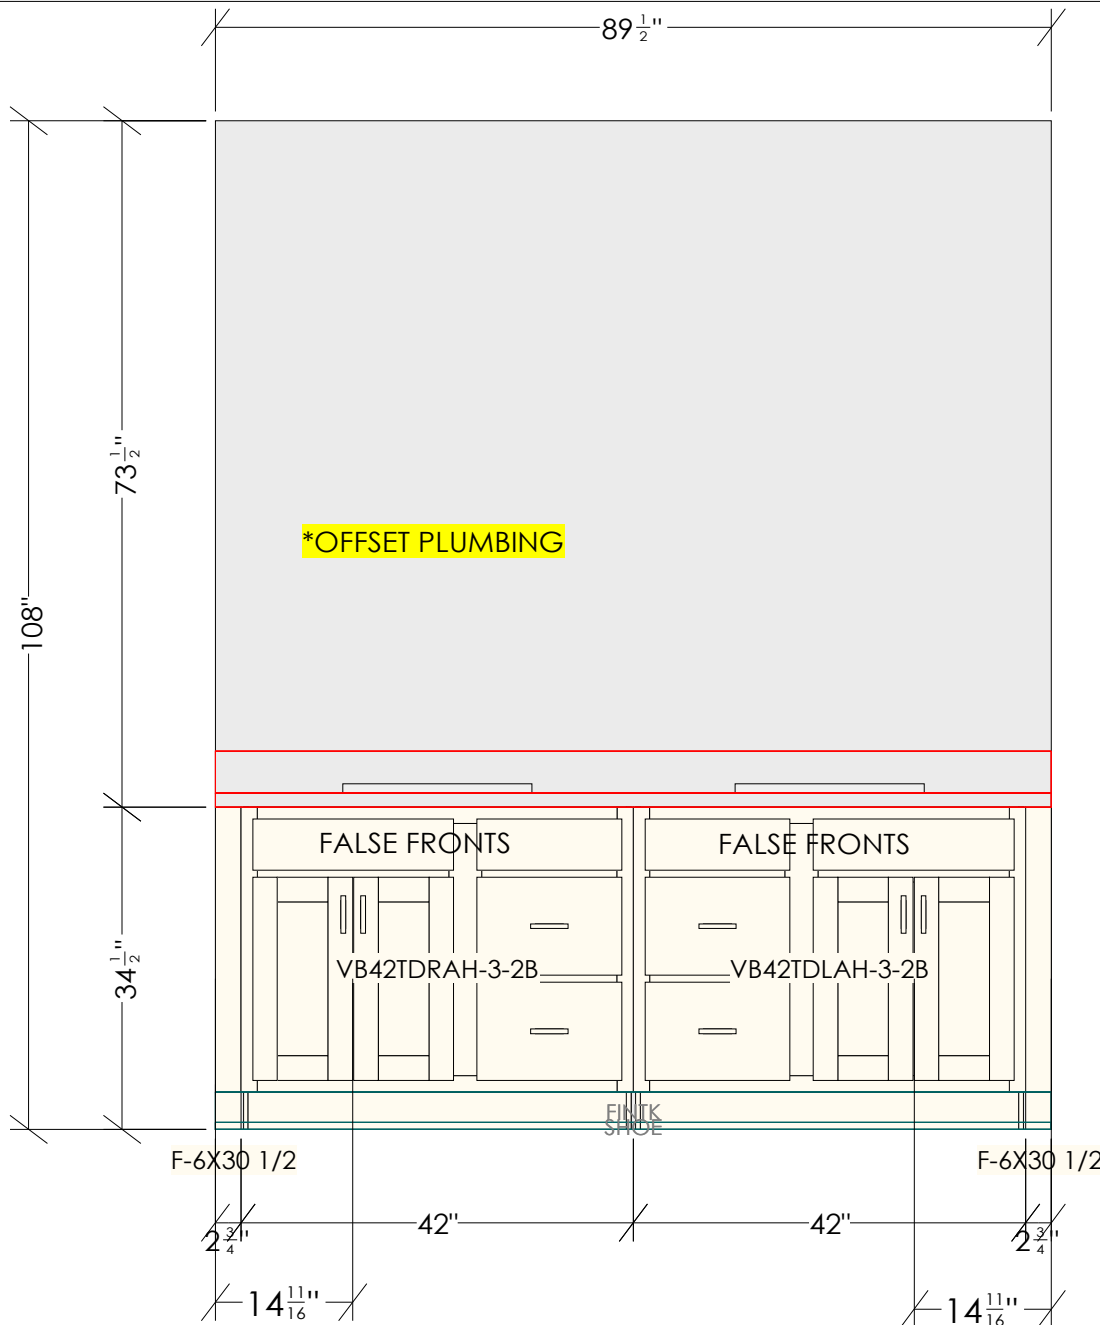 89 1/2"
73 1/2"
*OFFSET PLUMBING
108"
FALSE FRONTS
FALSE FRONTS
34 1/2"
VB42TDRAH-3-2B
VB42TDLAH-3-2B
FINTK
SHOE
F-6X30 1/2
F-6X30 1/2
2 3/4"
42"
42"
2 3/4"
14 11/16"
14 11/16"